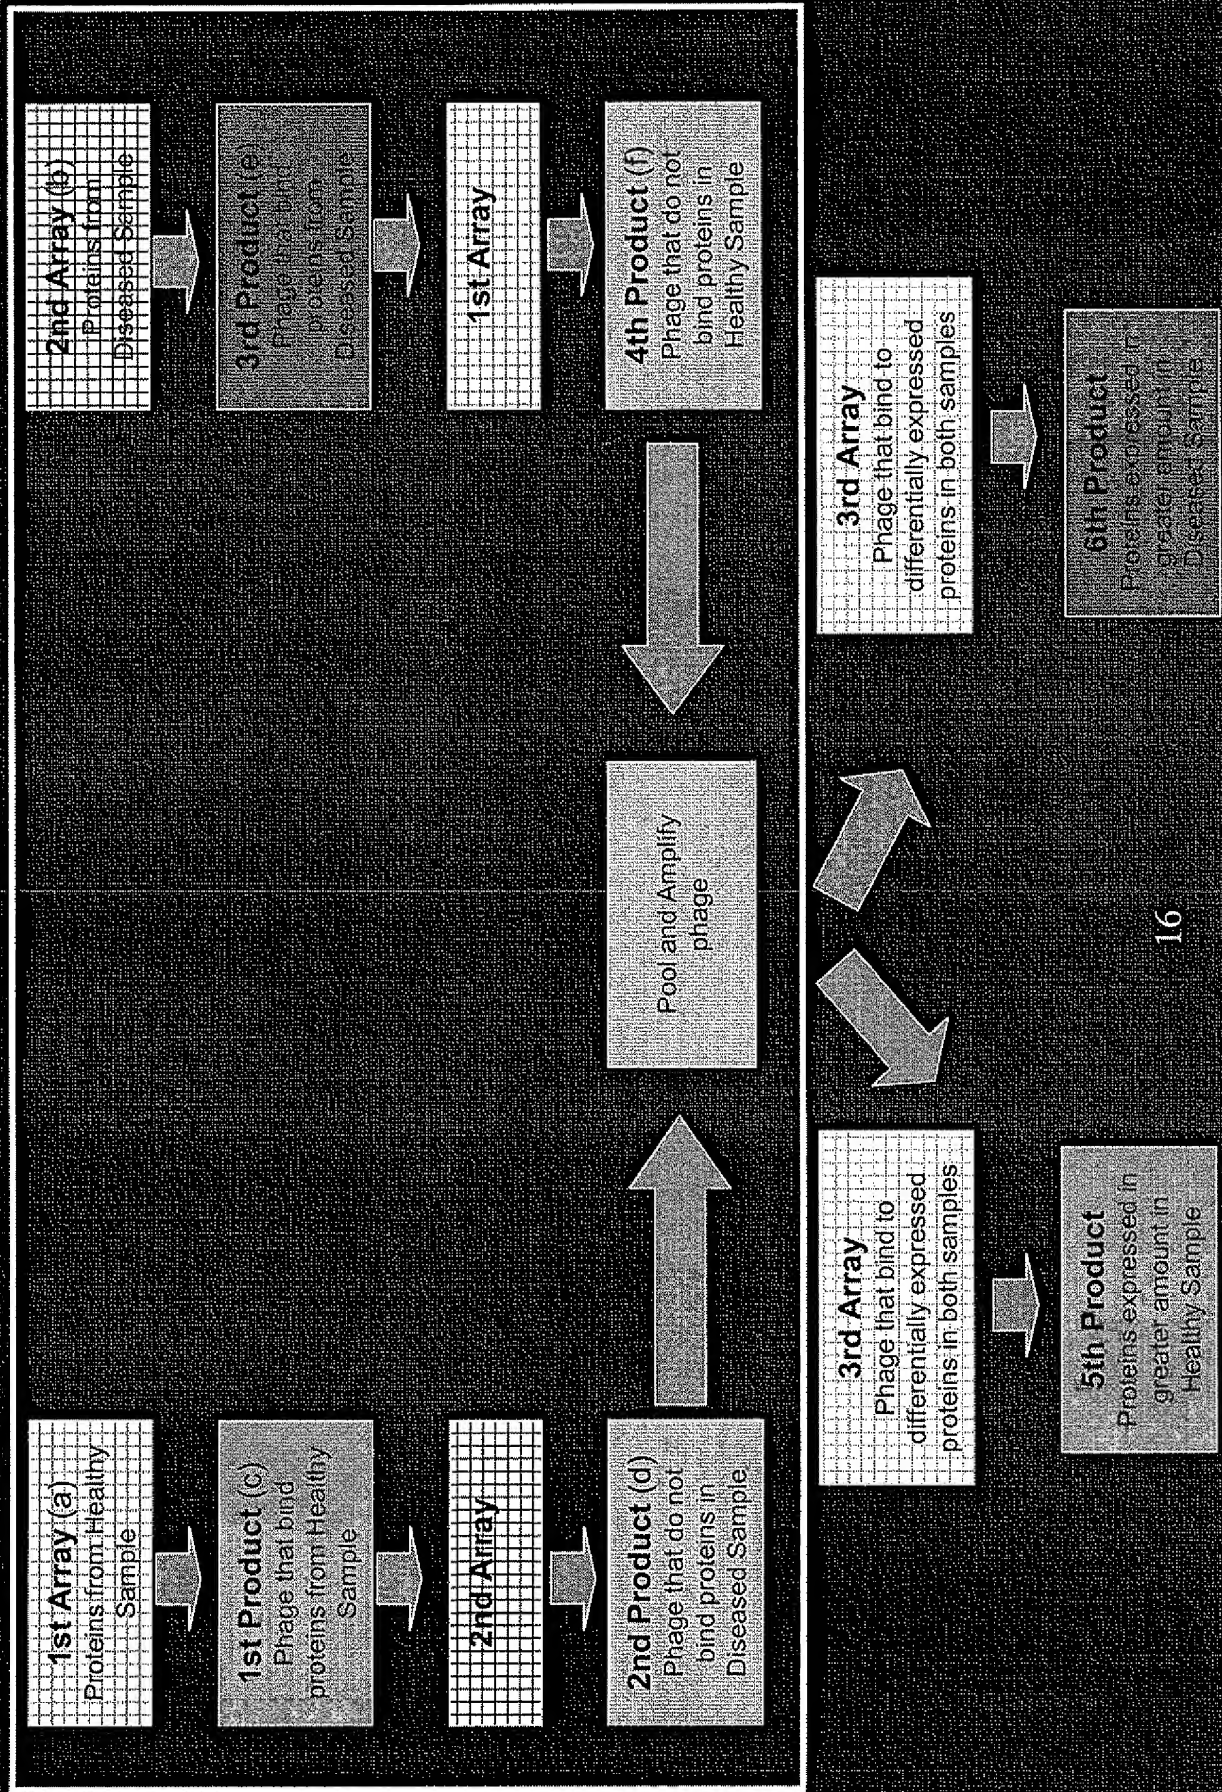 1st Array (a)
Proteins from Healthy
Sample
1st Product (c)
Phage that bind
proteins from Healthy
Sample
2nd Array
2nd Product (d)
Phage that do not
bind proteins in
Diseased Sample
Pool and Amplify
phage
2nd Array (b)
Proteins from
Diseased Sample
3rd Product (e)
Phage that bind
proteins from
Diseased Sample
1st Array
4th Product (f)
Phage that do not
bind proteins in
Healthy Sample
3rd Array
Phage that bind to
differentially expressed
proteins in both samples
5th Product
Proteins expressed in
greater amount in
Healthy Sample
3rd Array
Phage that bind to
differentially expressed
proteins in both samples
6th Product
Proteins expressed in
greater amount in
Diseased Sample
16